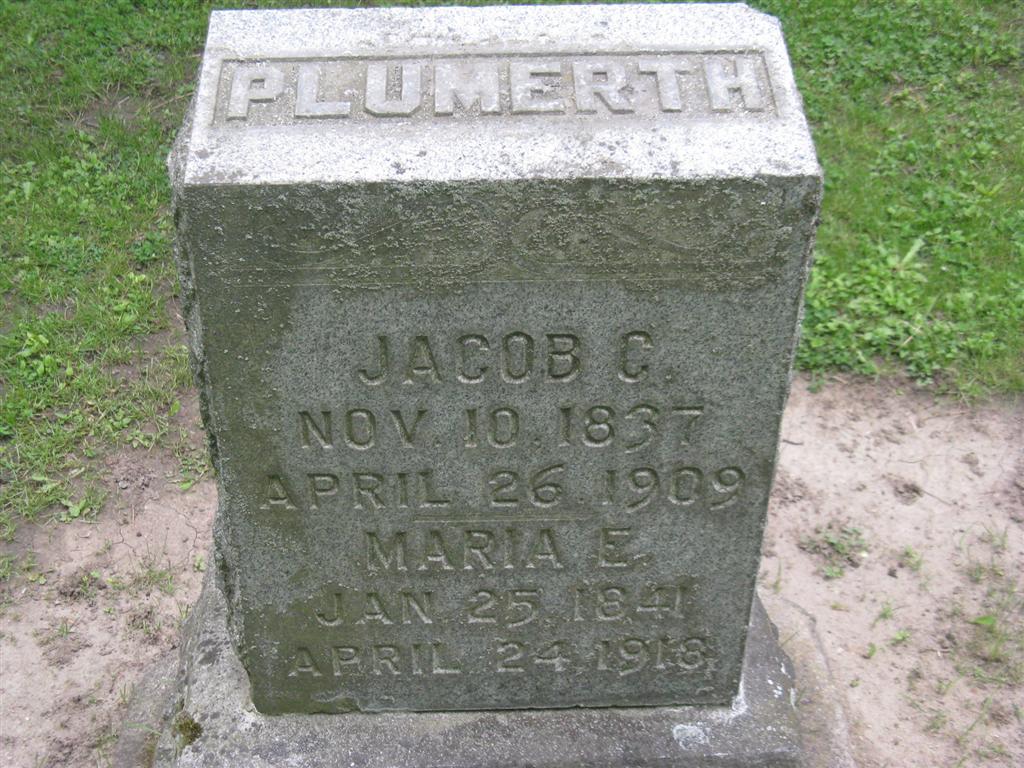 PLUMERTH
JACOB C.
NOV. 10. 1837
APRIL 26. 1909
MARIA E.
JAN. 25. 1841
APRIL 24. 1918.